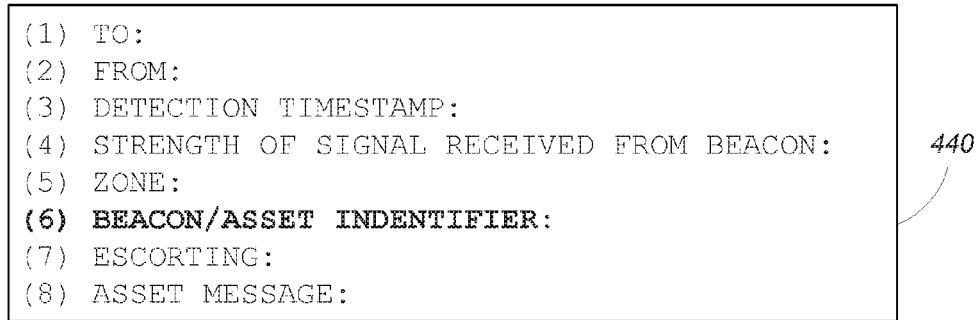 (1) TO:
(2) FROM:
(3) DETECTION TIMESTAMP:
(4) STRENGTH OF SIGNAL RECEIVED FROM BEACON:
440
(5) ZONE:
(6) BEACON/ASSET INDENTIFIER:
(7) ESCORTING:
(8) ASSET MESSAGE: